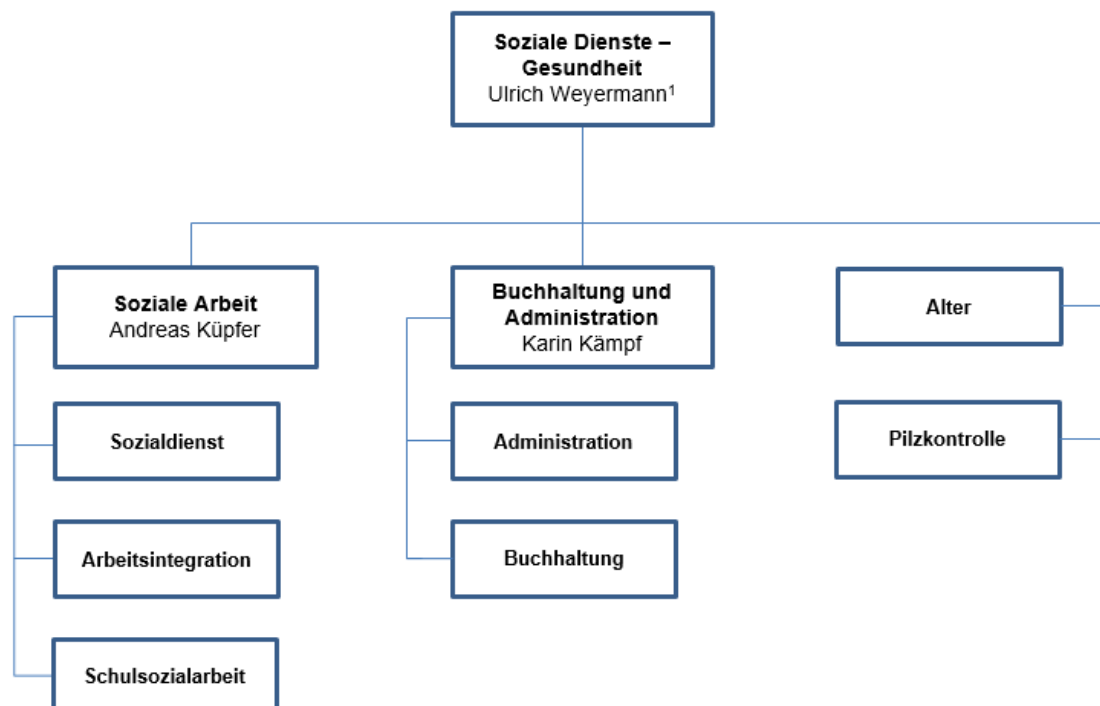 Soziale Dienste –
Gesundheit
Ulrich Weyermann¹
Soziale Arbeit
Andreas Küpfer
Sozialdienst
Arbeitsintegration
Schulsozialarbeit
Buchhaltung und
Administration
Karin Kämpf
Administration
Buchhaltung
Alter
Pilzkontrolle